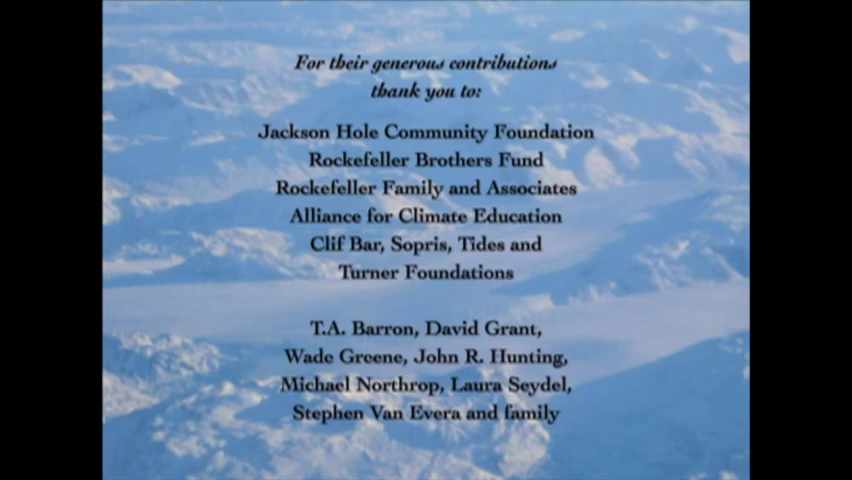 For their generous contributions
thank you to:
Jackson Hole Community Foundation
Rockefeller Brothers Fund
Rockefeller Family and Associates
Alliance for Climate Education
Clif Bar, Sopris, Tides and
Turner Foundations
T.A. Barron, David Grant,
Wade Greene, John R. Hunting,
Michael Northrop, Laura Seydel,
Stephen Van Evera and family